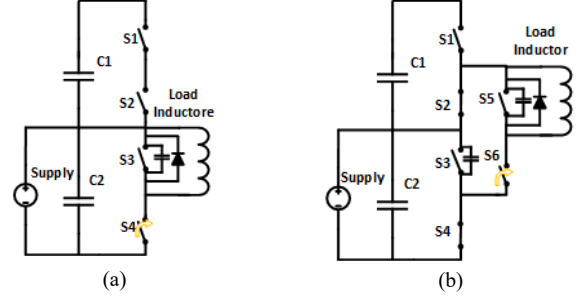 S1
C1
S2
Load
Inductore
S3
Supply
C2
S4
(a)
S1
Load
Inductor
C1
S2
S5
S3
S6
Supply
C2
S4
(b)